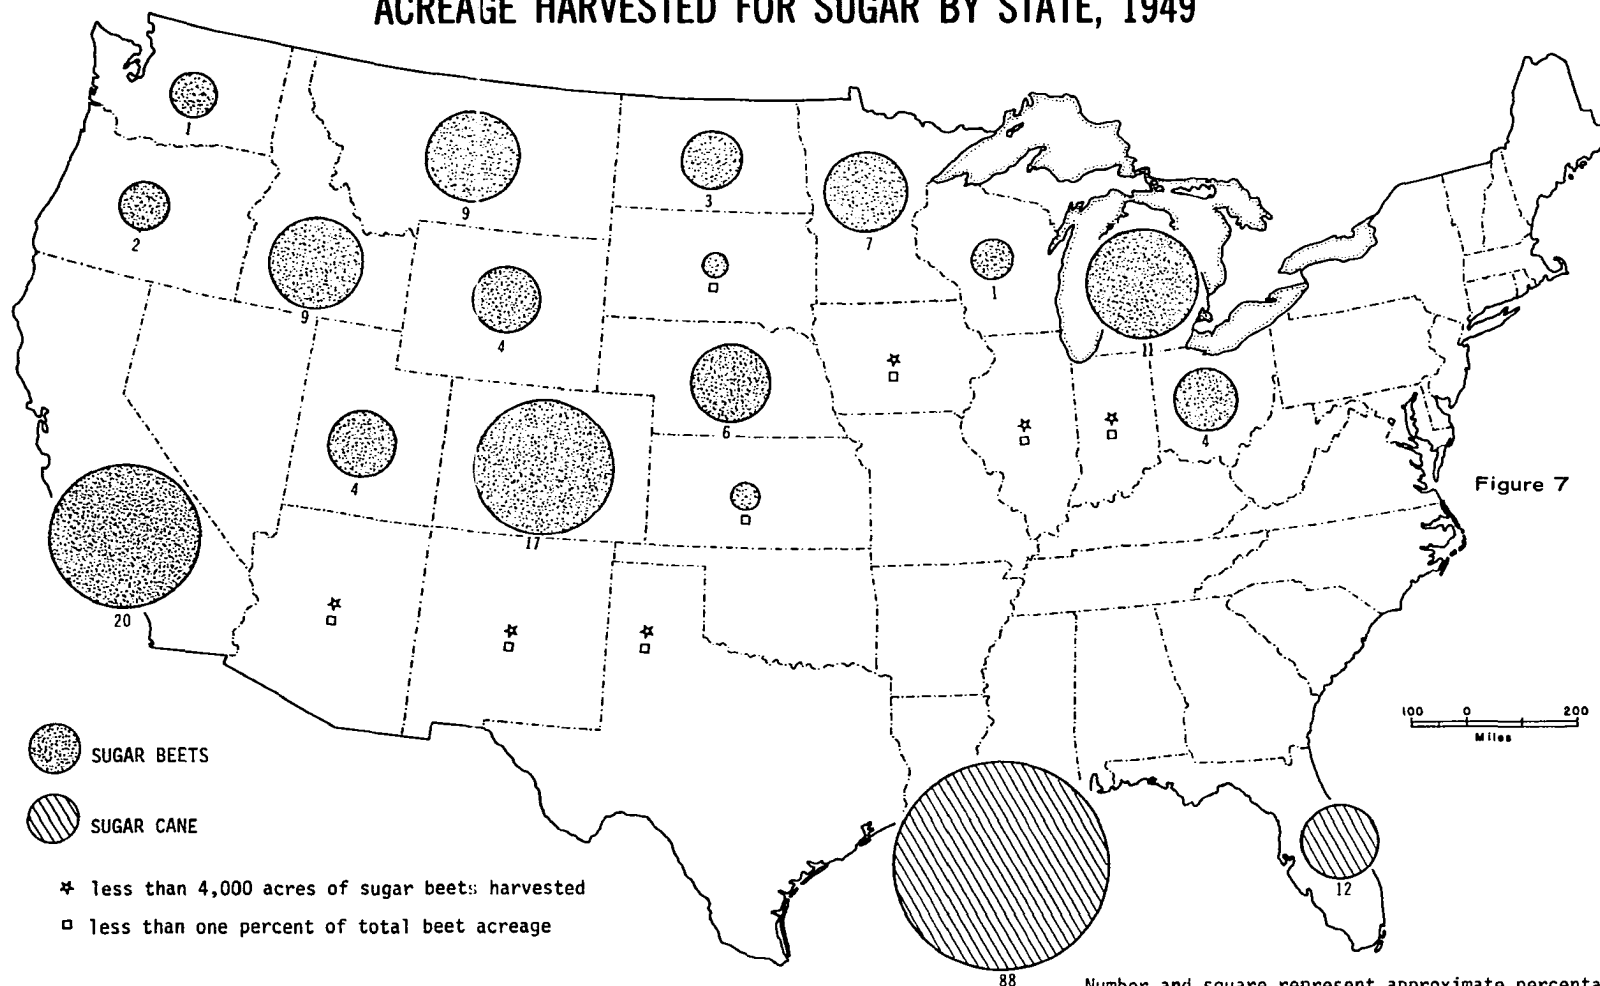 ACREAGE HARVESTED FOR SUGAR BY STATE, 1949
1
9
3
7
2
9
4
1
11
6
4
4
17
20
Figure 7
100 0 200
Miles
SUGAR BEETS
SUGAR CANE
less than 4,000 acres of sugar beets harvested
less than one percent of total beet acreage
12
88
Number and square represent approximate